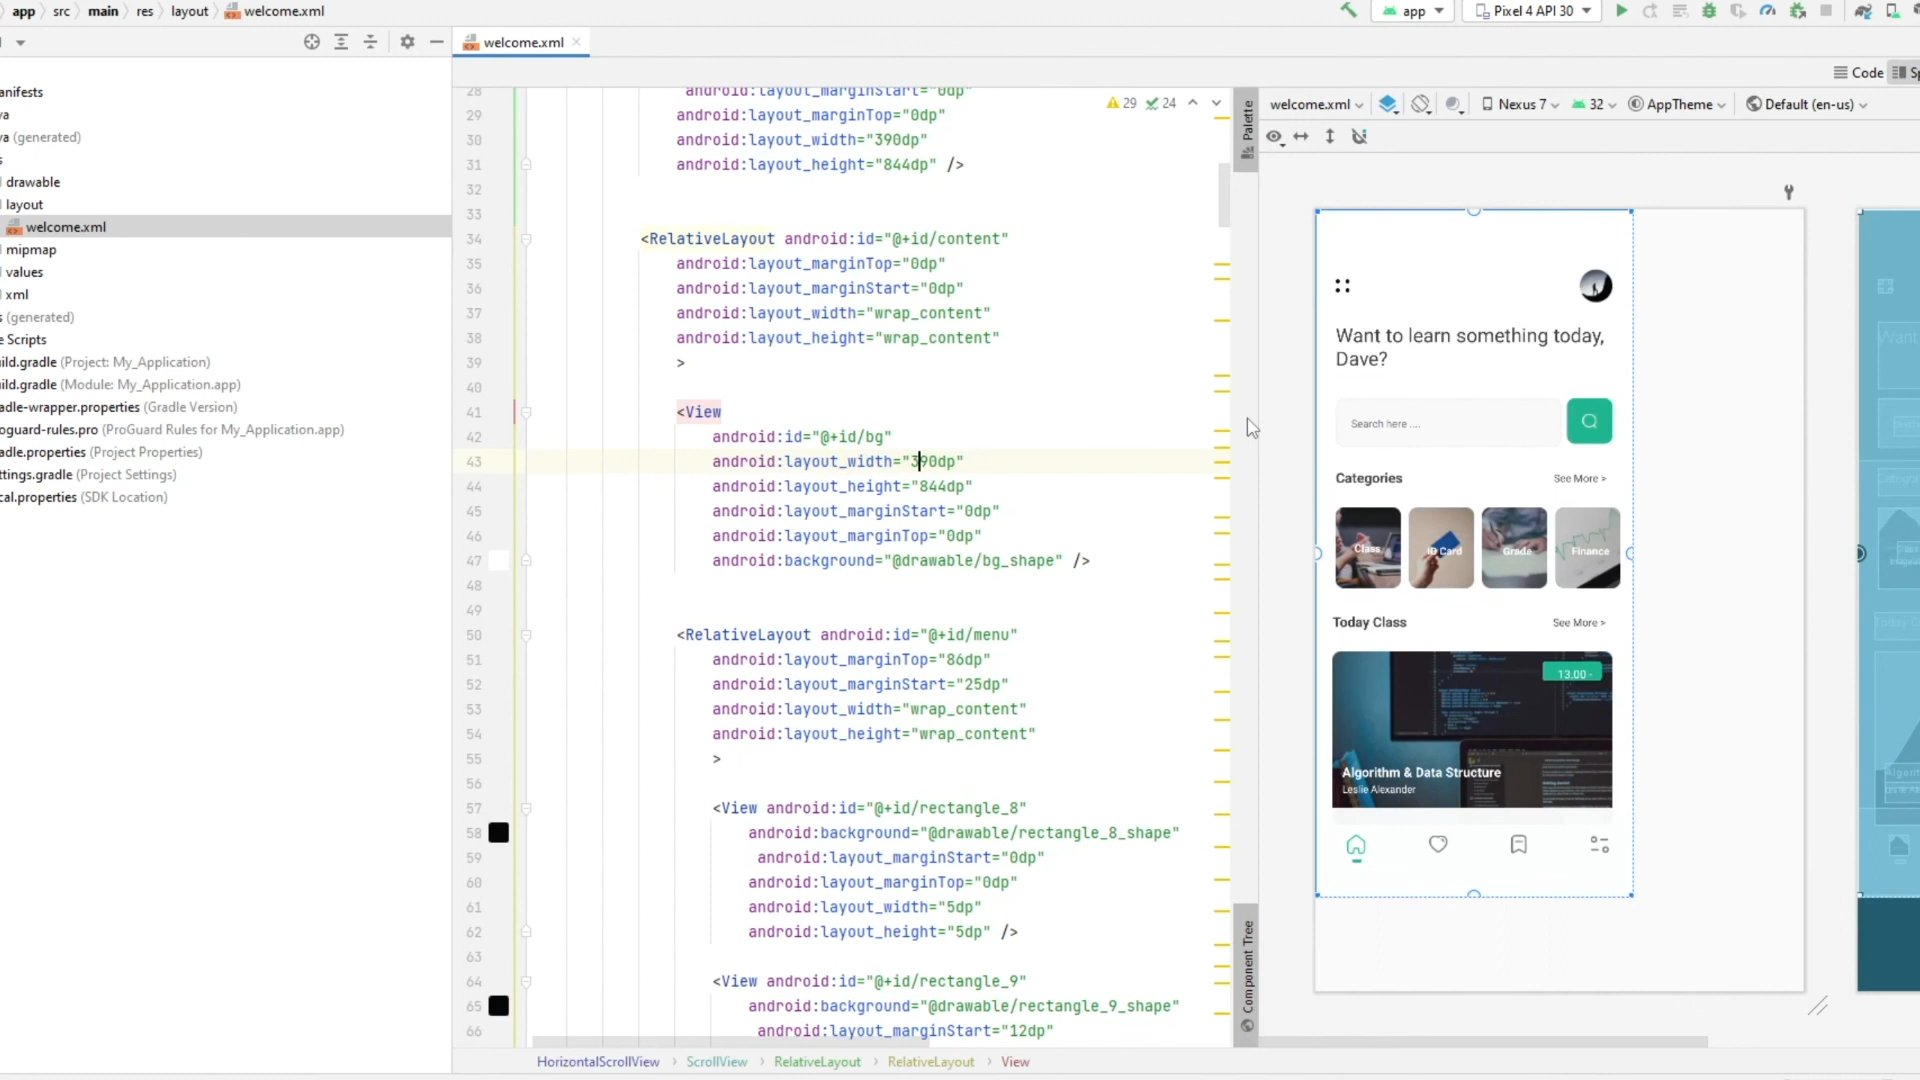 app src main res layout welcome.xml
app Pixel 4 API 30
welcome.xml
Code
anifests
va
va (generated)
s
drawable
layout
welcome.xml
mipmap
values
xml
s (generated)
e Scripts
uild.gradle (Project: My_Application)
uild.gradle (Module: My_Application.app)
adle-wrapper.properties (Gradle Version)
oguard-rules.pro (ProGuard Rules for My_Application.app)
adle.properties (Project Properties)
ttings.gradle (Project Settings)
cal.properties (SDK Location)
28 android:layout_marginStart="0dp"
29 android:layout_marginTop="0dp"
30 android:layout_width="390dp"
31 android:layout_height="844dp" />
32
33
34 <RelativeLayout android:id="@+id/content"
35 android:layout_marginTop="0dp"
36 android:layout_marginStart="0dp"
37 android:layout_width="wrap_content"
38 android:layout_height="wrap_content"
39 >
40
41 <View
42 android:id="@+id/bg"
43 android:layout_width="390dp"
44 android:layout_height="844dp"
45 android:layout_marginStart="0dp"
46 android:layout_marginTop="0dp"
47 android:background="@drawable/bg_shape" />
48
49
50 <RelativeLayout android:id="@+id/menu"
51 android:layout_marginTop="86dp"
52 android:layout_marginStart="25dp"
53 android:layout_width="wrap_content"
54 android:layout_height="wrap_content"
55 >
56
57 <View android:id="@+id/rectangle_8"
58 android:background="@drawable/rectangle_8_shape"
59 android:layout_marginStart="0dp"
60 android:layout_marginTop="0dp"
61 android:layout_width="5dp"
62 android:layout_height="5dp" />
63
64 <View android:id="@+id/rectangle_9"
65 android:background="@drawable/rectangle_9_shape"
66 android:layout_marginStart="12dp"
29 24
HorizontalScrollView ScrollView RelativeLayout RelativeLayout View
Palette
Component Tree
welcome.xml Nexus 7 32 AppTheme Default (en-us)
Want to learn something today,
Dave?
Search here ....
Categories See More >
Class ID Card Grade Finance
Today Class See More >
13.00 -
Algorithm & Data Structure
Leslie Alexander